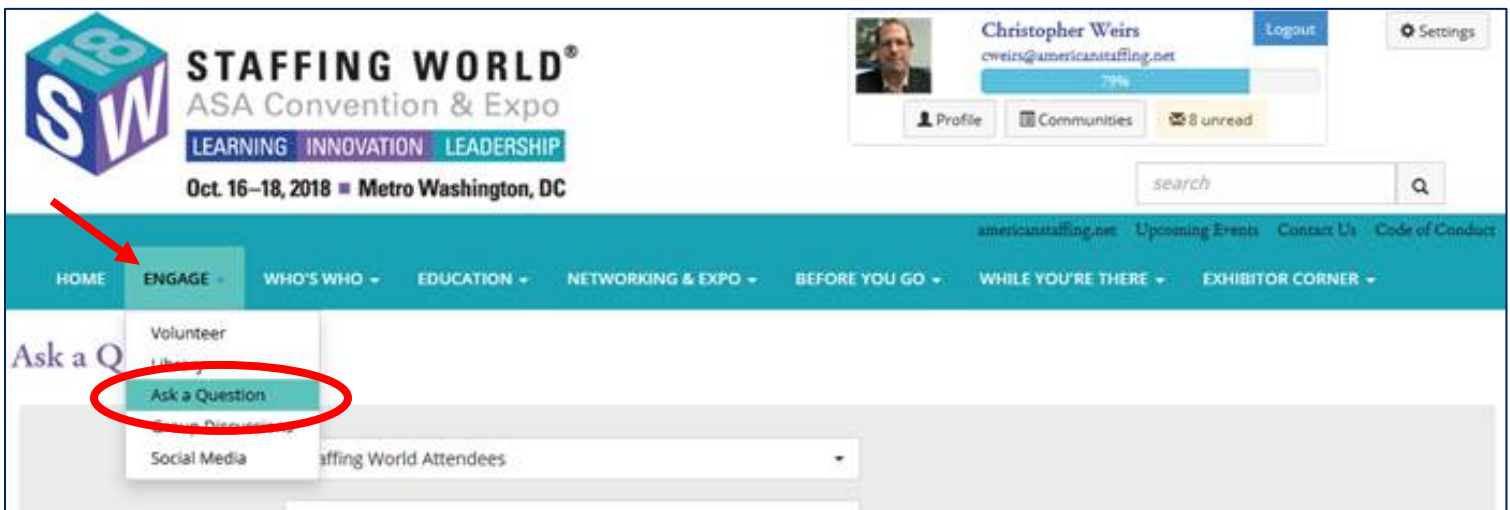 18
SW
STAFFING WORLD®
ASA Convention & Expo
LEARNING INNOVATION LEADERSHIP
Oct. 16–18, 2018 ■ Metro Washington, DC
Christopher Weirs
cweirs@americanstaffing.net
79%
Logout
Settings
Profile
Communities
8 unread
search
americanstaffing.net Upcoming Events Contact Us Code of Conduct
HOME ENGAGE WHO'S WHO EDUCATION NETWORKING & EXPO BEFORE YOU GO WHILE YOU'RE THERE EXHIBITOR CORNER
Ask a Q
Volunteer
Library
Ask a Question
Group Discussions
Social Media
affing World Attendees